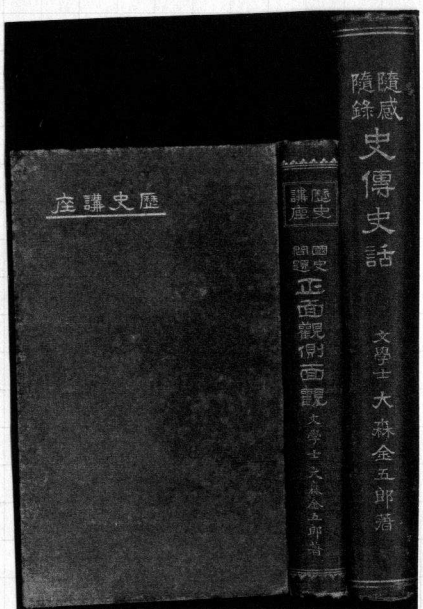 隨感
隨錄
史傳史話
文學士 大森金五郎著
歷史
講座
國史
問題
正面觀側面觀
文學士 大森金五郎著
座講史歷